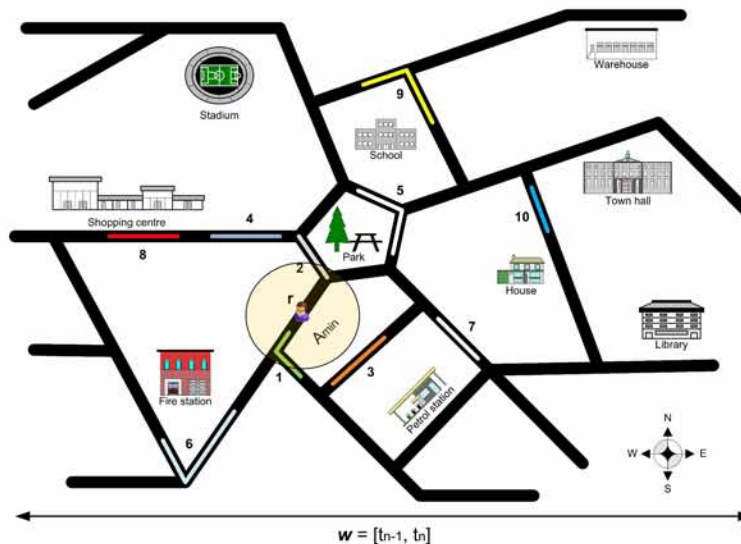 Warehouse
9
Stadium
School
5
Town hall
Shopping centre
4
10
8
2
Park
House
r
Amin
7
Library
1
3
Fire station
Petrol station
6
N
W E
S
w = [tn-1, tn]